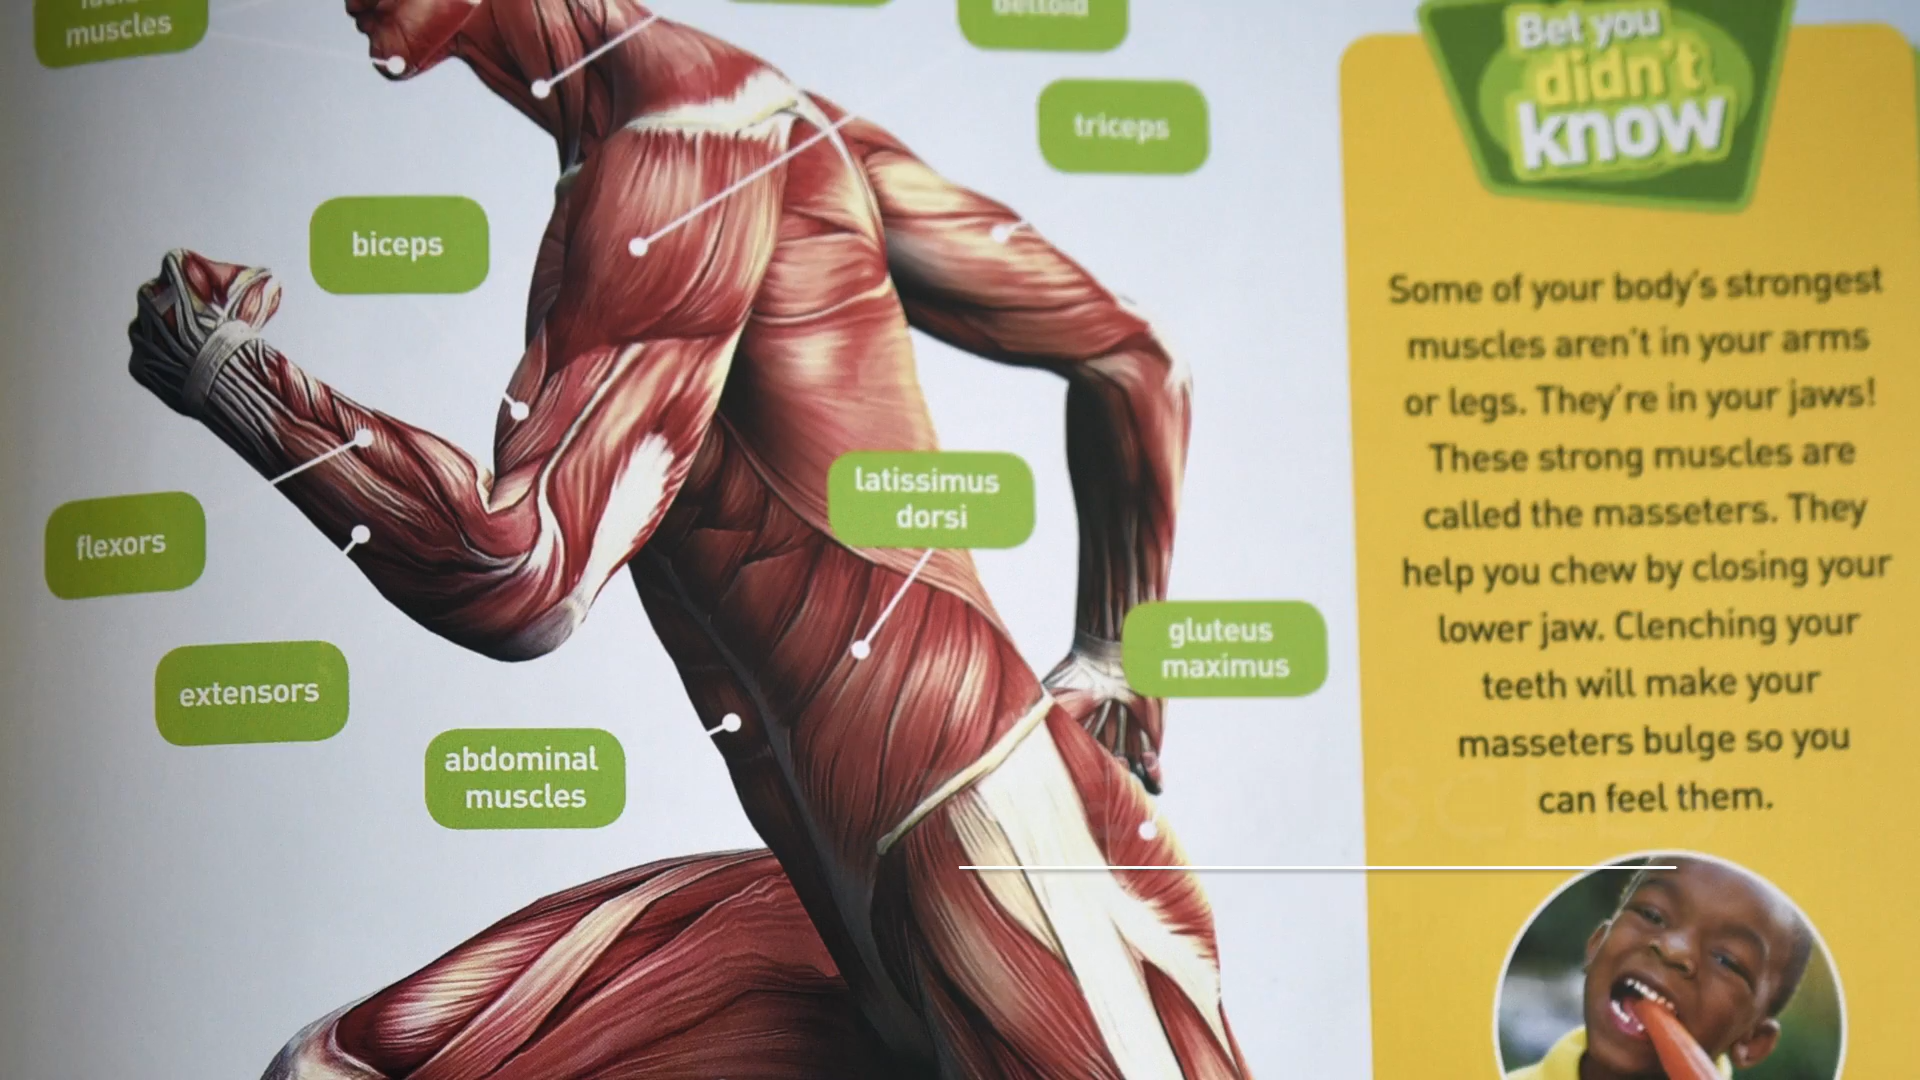 muscles
deltoid
triceps
biceps
latissimus
dorsi
flexors
gluteus
maximus
extensors
abdominal
muscles
Bet you
didn't
know
Some of your body's strongest
muscles aren't in your arms
or legs. They're in your jaws!
These strong muscles are
called the masseters. They
help you chew by closing your
lower jaw. Clenching your
teeth will make your
masseters bulge so you
can feel them.